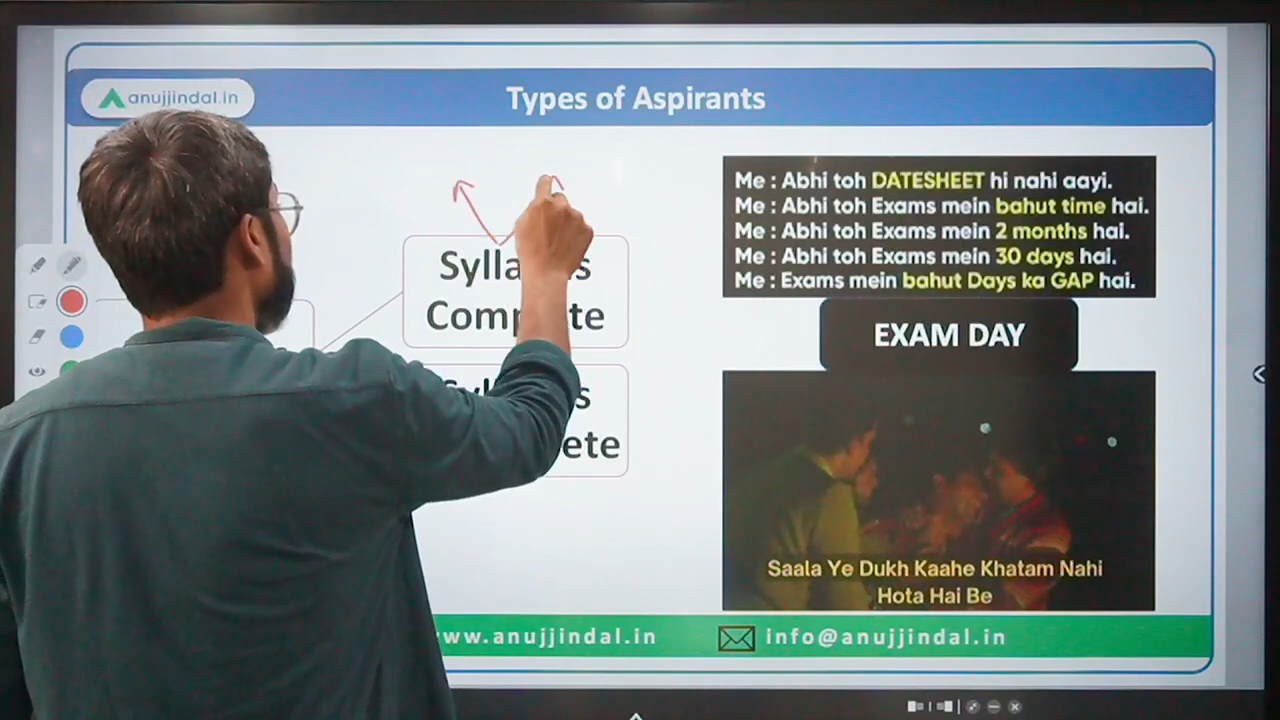 anujjindal.in
Types of Aspirants
Me : Abhi toh DATESHEET hi nahi aayi.
Me : Abhi toh Exams mein bahut time hai.
Me : Abhi toh Exams mein 2 months hai.
Me : Abhi toh Exams mein 30 days hai.
Me : Exams mein bahut Days ka GAP hai.
EXAM DAY
Saala Ye Dukh Kaahe Khatam Nahi
Hota Hai Be
www.anujjindal.in
info@anujjindal.in